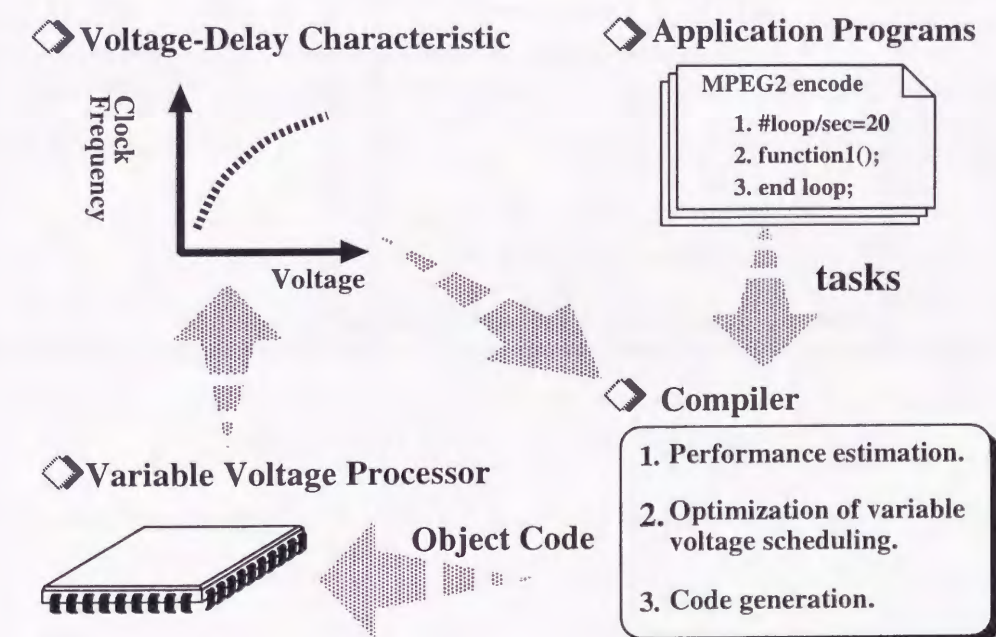 Voltage-Delay Characteristic
Clock
Frequency
Voltage
Application Programs
MPEG2 encode
1. #loop/sec=20
2. function1();
3. end loop;
tasks
Compiler
1. Performance estimation.
2. Optimization of variable
voltage scheduling.
3. Code generation.
Object Code
Variable Voltage Processor